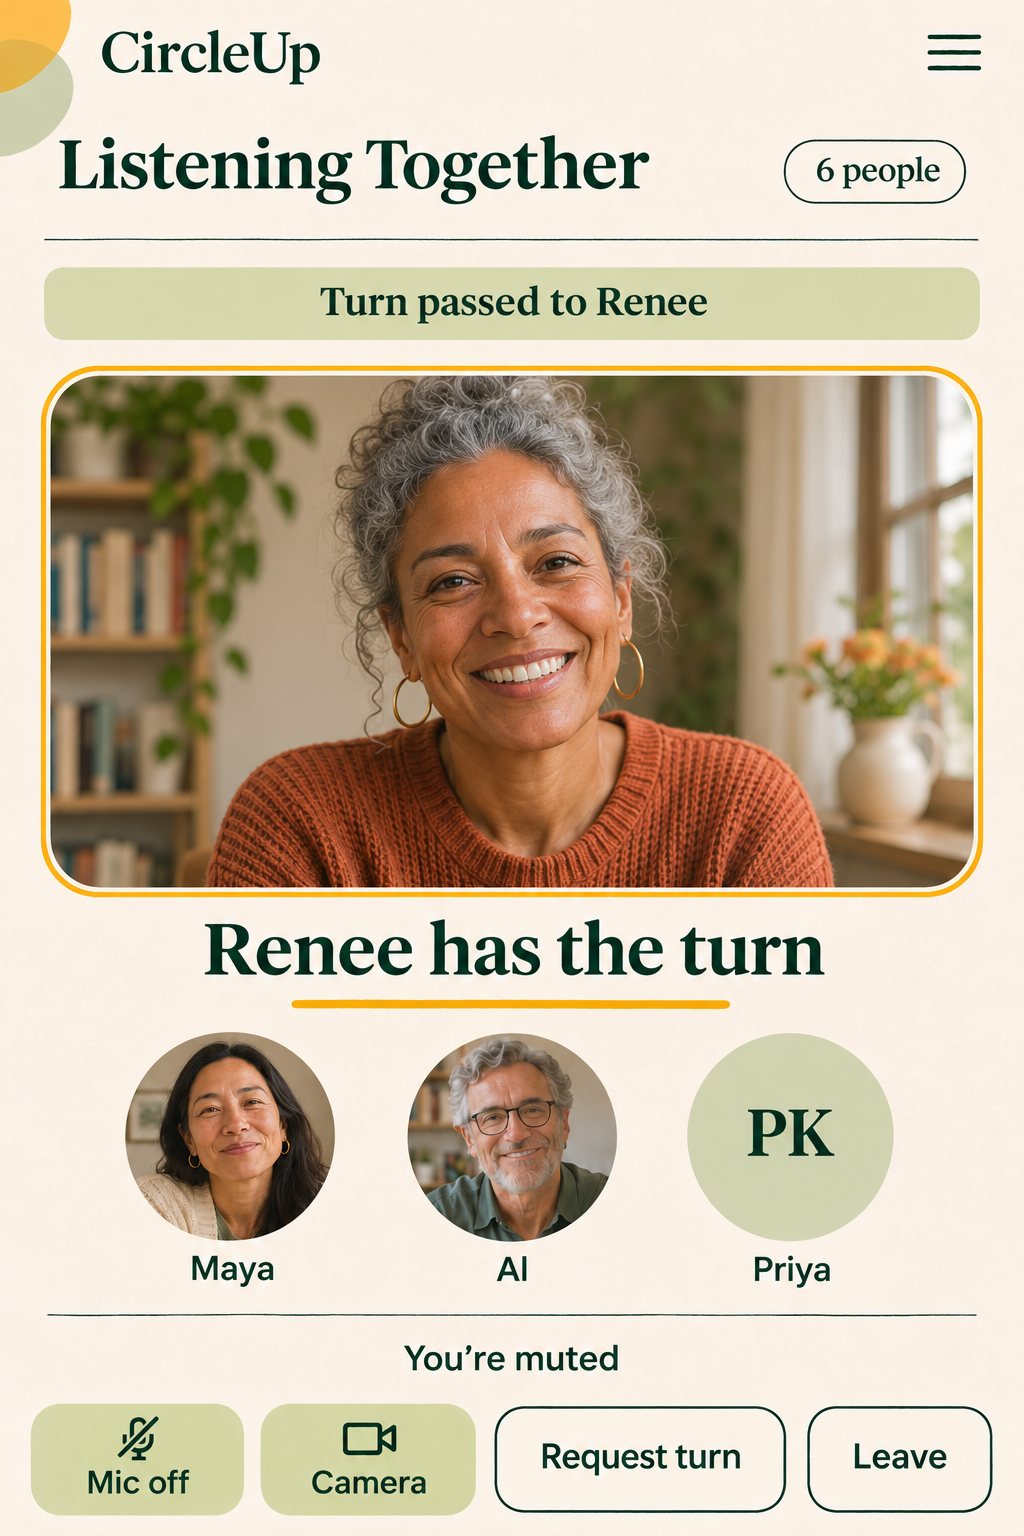 CircleUp
Listening Together
6 people
Turn passed to Renee
Renee has the turn
PK
Maya
Al
Priya
You’re muted
Mic off
Camera
Request turn
Leave